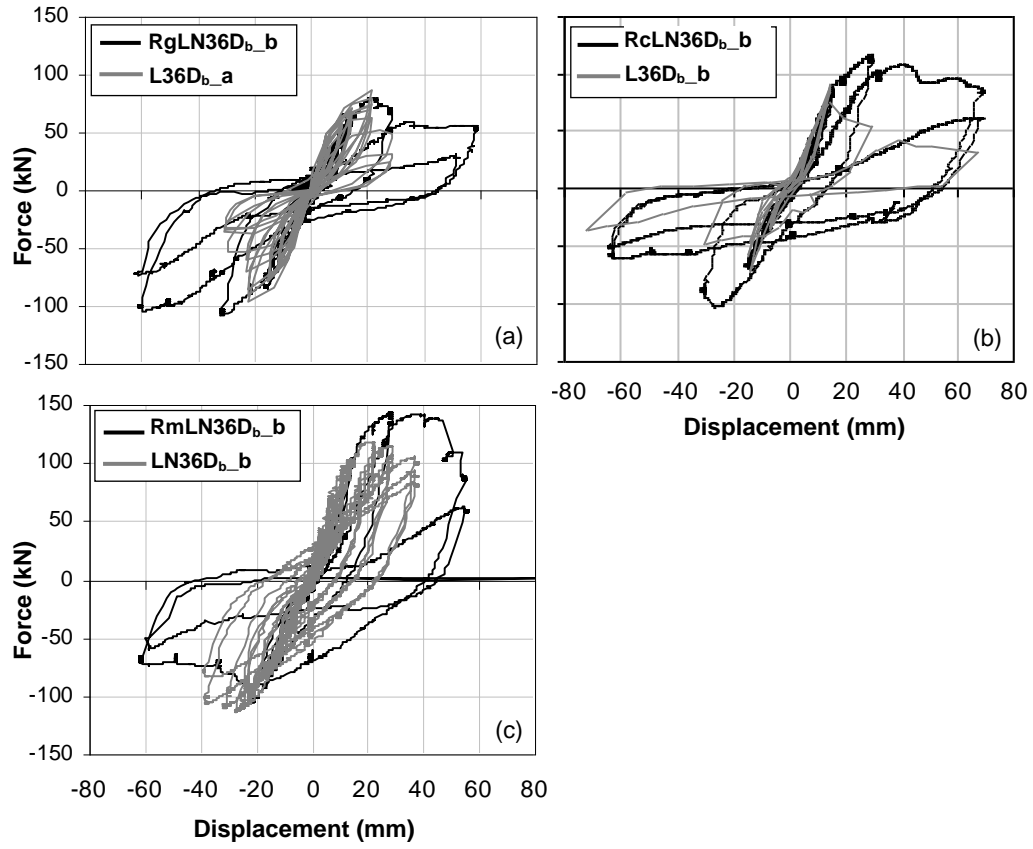 150
100
50
0
-50
-100
-150
Force (kN)
RgLN36Db_b
L36Db_a
(a)
RcLN36Db_b
L36Db_b
(b)
-80 -60 -40 -20 0 20 40 60 80
Displacement (mm)
150
100
50
0
-50
-100
-150
Force (kN)
RmLN36Db_b
LN36Db_b
(c)
-80 -60 -40 -20 0 20 40 60 80
Displacement (mm)